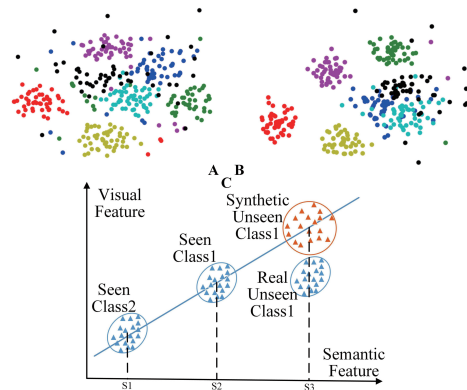 A B
C
Visual
Feature
Synthetic
Unseen
Class1
Seen
Class1
Seen
Class2
Real
Unseen
Class1
Semantic
Feature
S1 S2 S3